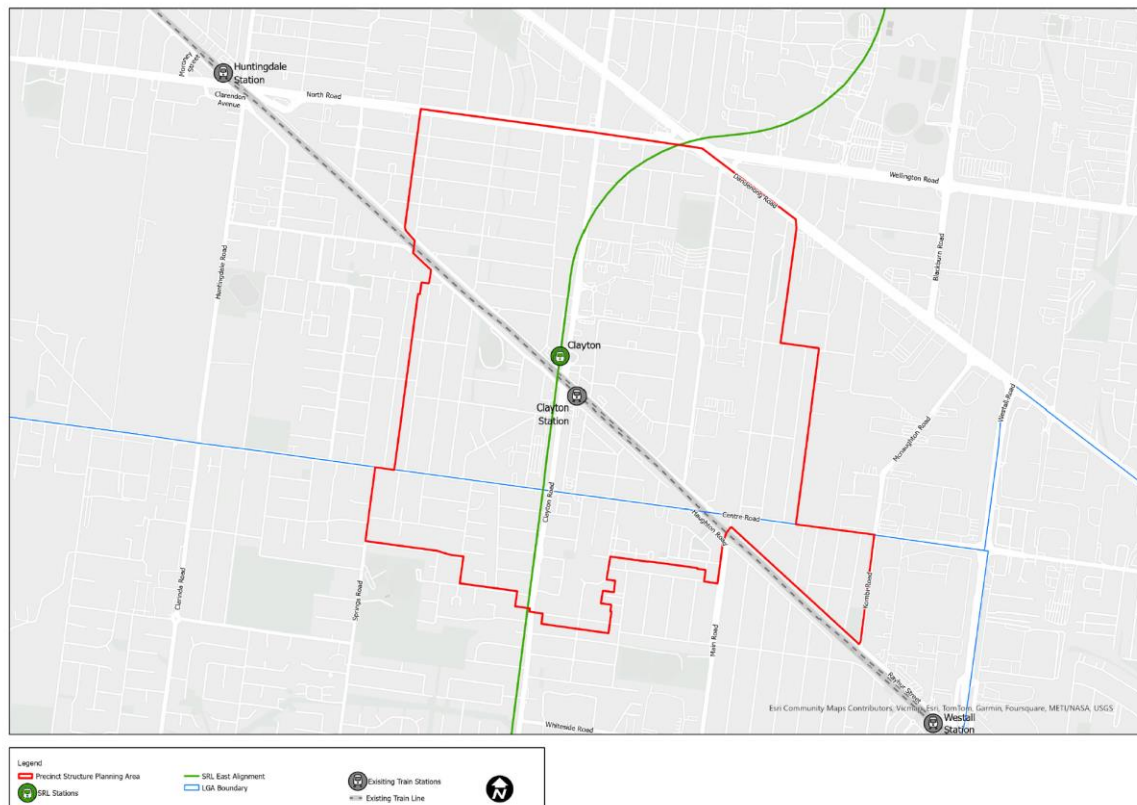 Moroney
Street
Huntingdale
Station
Clarendon
Avenue
North Road
Dandenong Road
Wellington Road
Blackburn Road
Huntingdale Road
Clayton
Clayton
Station
Mcnaughton Road
Westall Road
Clayton Road
Centre Road
Haughton Road
Kombi Road
Clarinda Road
Springs Road
Main Road
Rayhur Street
Esri Community Maps Contributors, Vicmap, Esri, TomTom, Garmin, Foursquare, METI/NASA, USGS
Westall
Station
Whiteside Road
Legend
Precinct Structure Planning Area
SRL East Alignment
Exisiting Train Stations
SRL Stations
LGA Boundary
Existing Train Line
N